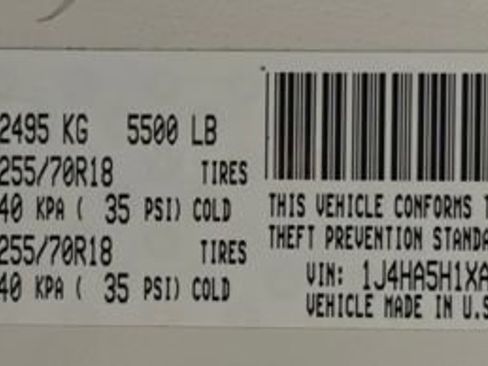 2495 KG 5500 LB
255/70R18 TIRES
40 KPA ( 35 PSI) COLD
255/70R18 TIRES
40 KPA ( 35 PSI) COLD
THIS VEHICLE CONFORMS T
THEFT PREVENTION STANDA
VIN: 1J4HA5H1XA
VEHICLE MADE IN U.S